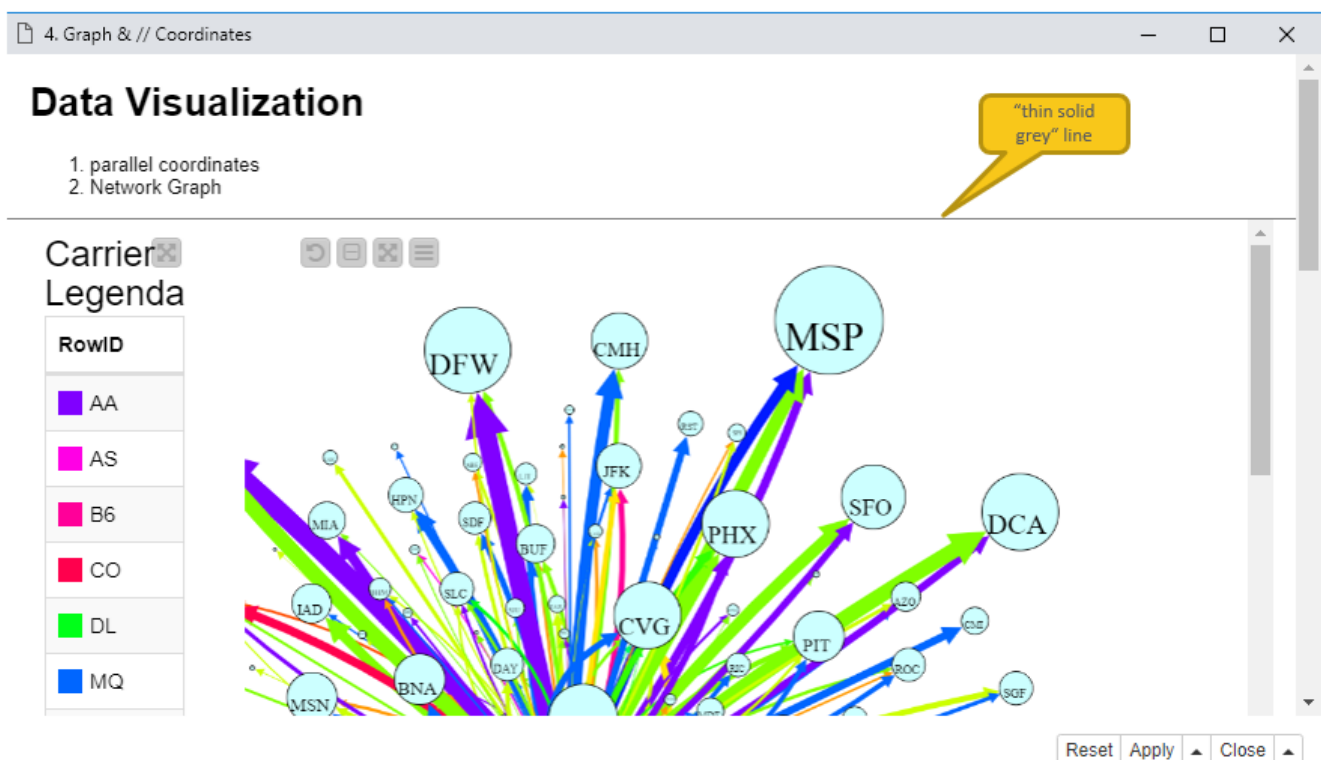 4. Graph & // Coordinates
Data Visualization
"thin solid
grey" line
1. parallel coordinates
2. Network Graph
Carrier
Legenda
RowID
AA
AS
B6
CO
DL
MQ
MSP
DFW
CMH
RST
JFK
HPN
SFO
DCA
MIA
SDF
PHX
BUF
SLC
IAD
AZO
CVG
PIT
DAY
ROC
BNA
MSN
SGF
Reset Apply Close